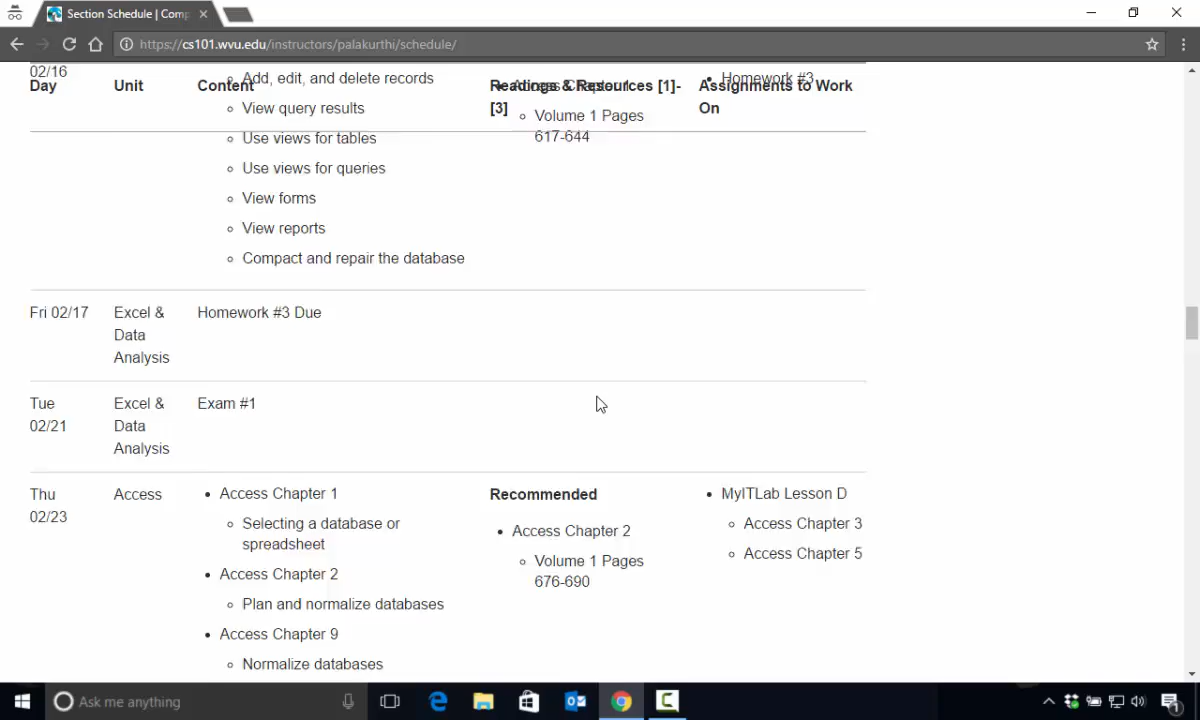 Section Schedule | Comp
https://cs101.wvu.edu/instructors/palakurthi/schedule/
02/16
Add, edit, and delete records
Homework #3
Day
Unit
Content
Readings & Resources [1]-
[3]
Assignments to Work
On
View query results
Volume 1 Pages
617-644
Use views for tables
Use views for queries
View forms
View reports
Compact and repair the database
Fri 02/17
Excel &
Data
Analysis
Homework #3 Due
Tue
02/21
Excel &
Data
Analysis
Exam #1
Thu
02/23
Access
Access Chapter 1
Selecting a database or
spreadsheet
Access Chapter 2
Plan and normalize databases
Access Chapter 9
Normalize databases
Recommended
Access Chapter 2
Volume 1 Pages
676-690
MyITLab Lesson D
Access Chapter 3
Access Chapter 5
Ask me anything
1